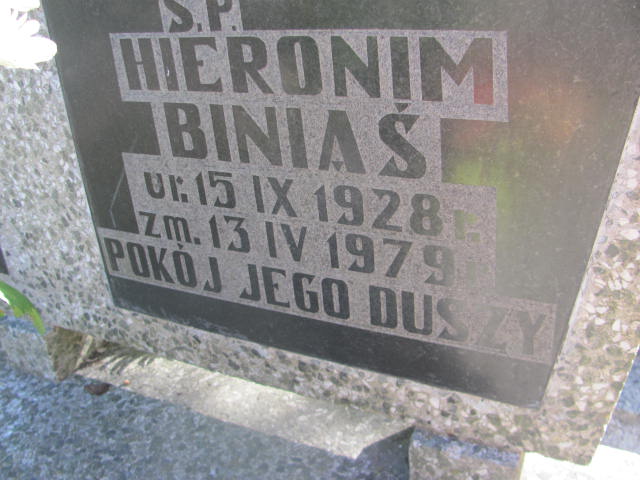 Ś.P.
HIERONIM
BINIAŚ
ur. 15 IX 1928 r.
zm. 13 IV 1979 r.
POKÓJ JEGO DUSZY